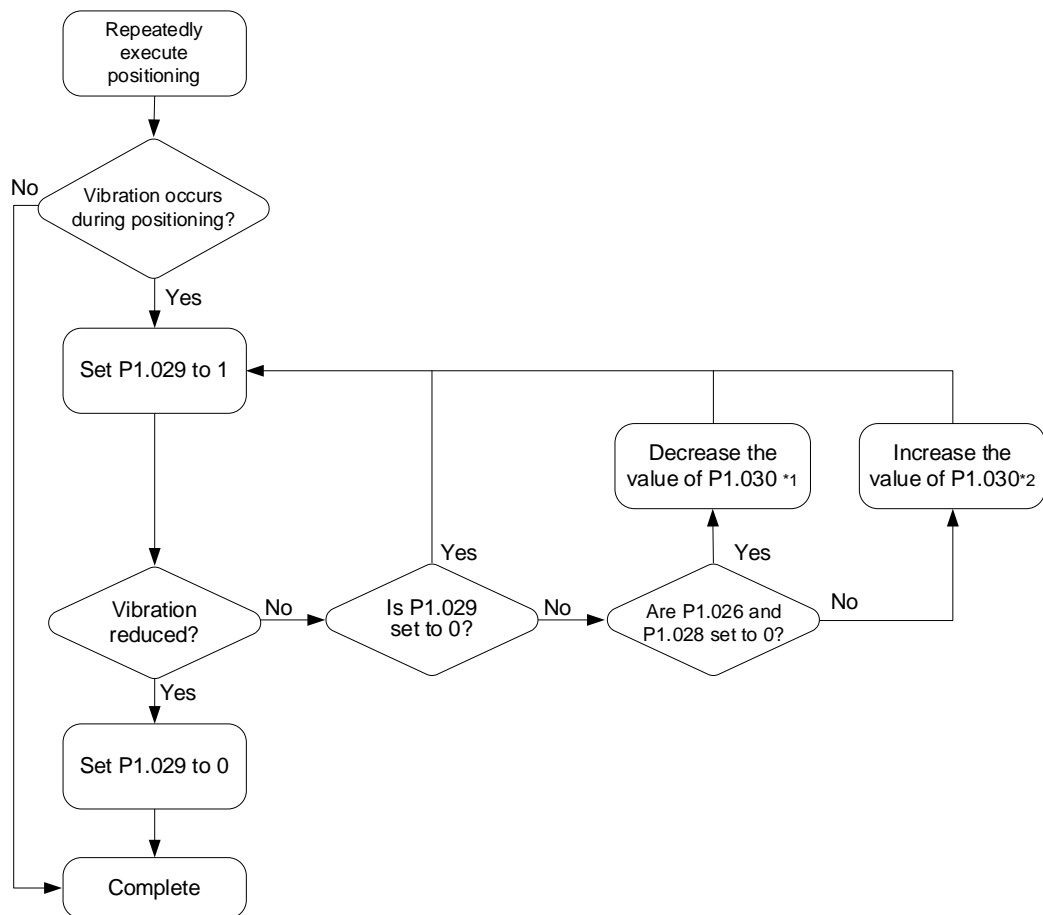 Repeatedly
execute
positioning
No
Vibration occurs
during positioning?
Yes
Set P1.029 to 1
Decrease the
value of P1.030 *1
Increase the
value of P1.030*2
Yes
Yes
Vibration
reduced?
No
Is P1.029
set to 0?
No
Are P1.026 and
P1.028 set to 0?
No
Yes
Set P1.029 to 0
Complete